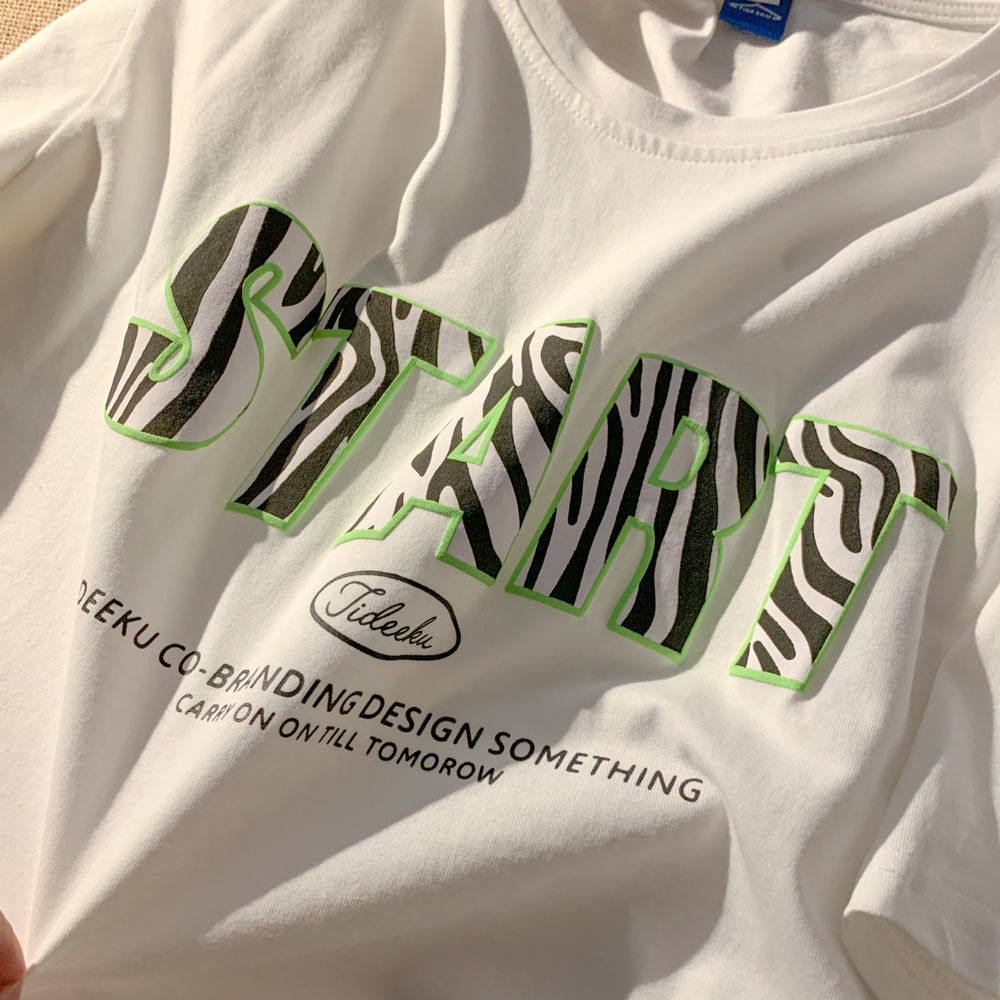 START
Tideeku
DEEKU CO-BRANDING DESIGN SOMETHING
CARRY ON ON TILL TOMOROW